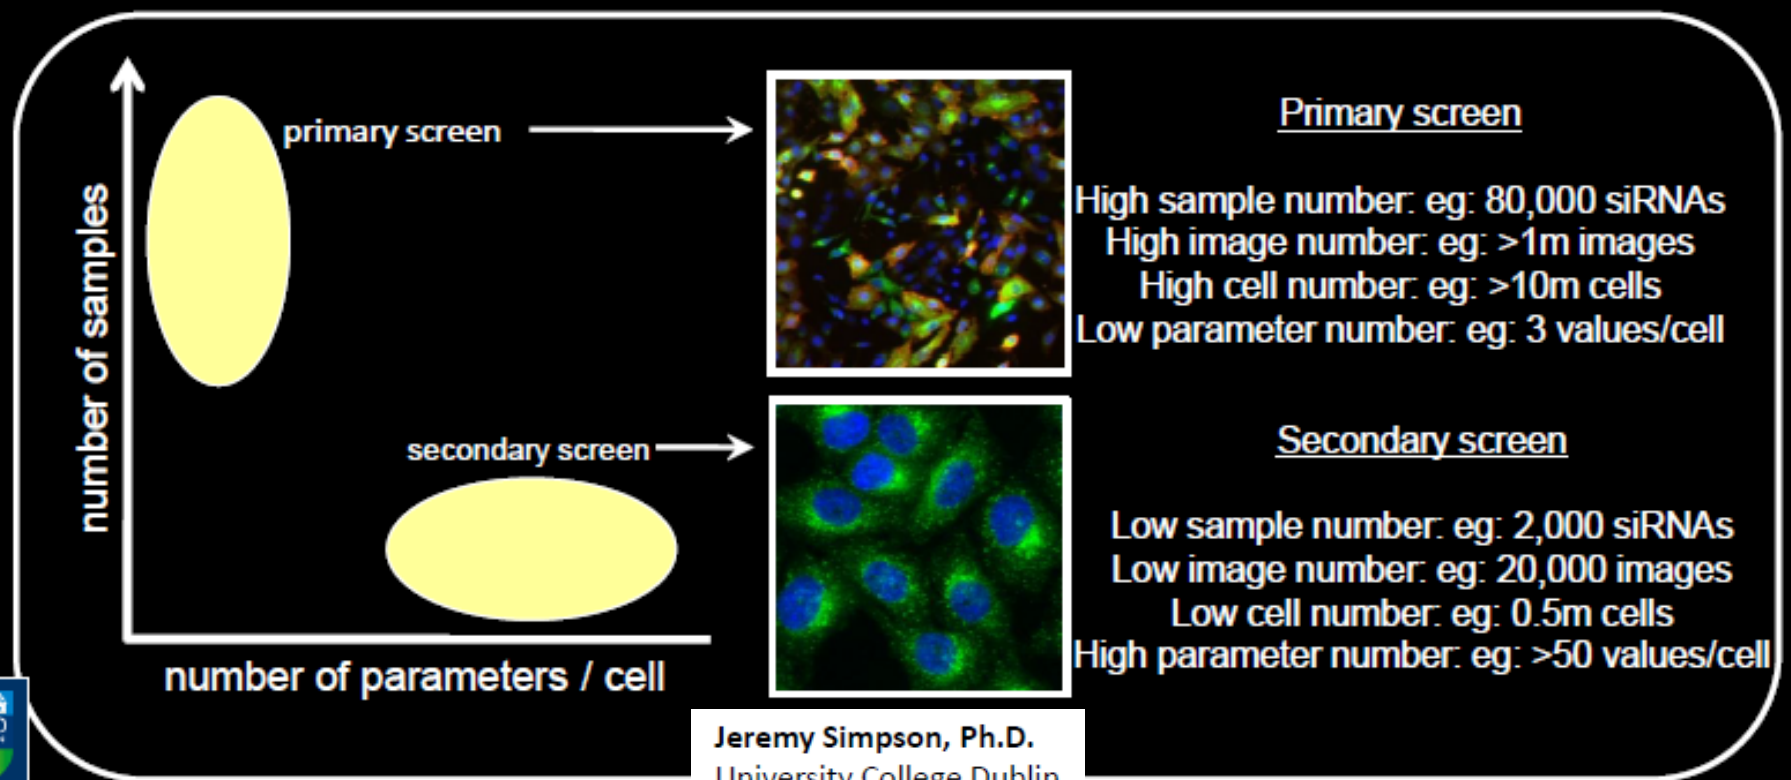 number of samples
primary screen
secondary screen
number of parameters / cell
Primary screen
High sample number: eg: 80,000 siRNAs
High image number: eg: >1m images
High cell number: eg: >10m cells
Low parameter number: eg: 3 values/cell
Secondary screen
Low sample number: eg: 2,000 siRNAs
Low image number: eg: 20,000 images
Low cell number: eg: 0.5m cells
High parameter number: eg: >50 values/cell
Jeremy Simpson, Ph.D.
University College Dublin